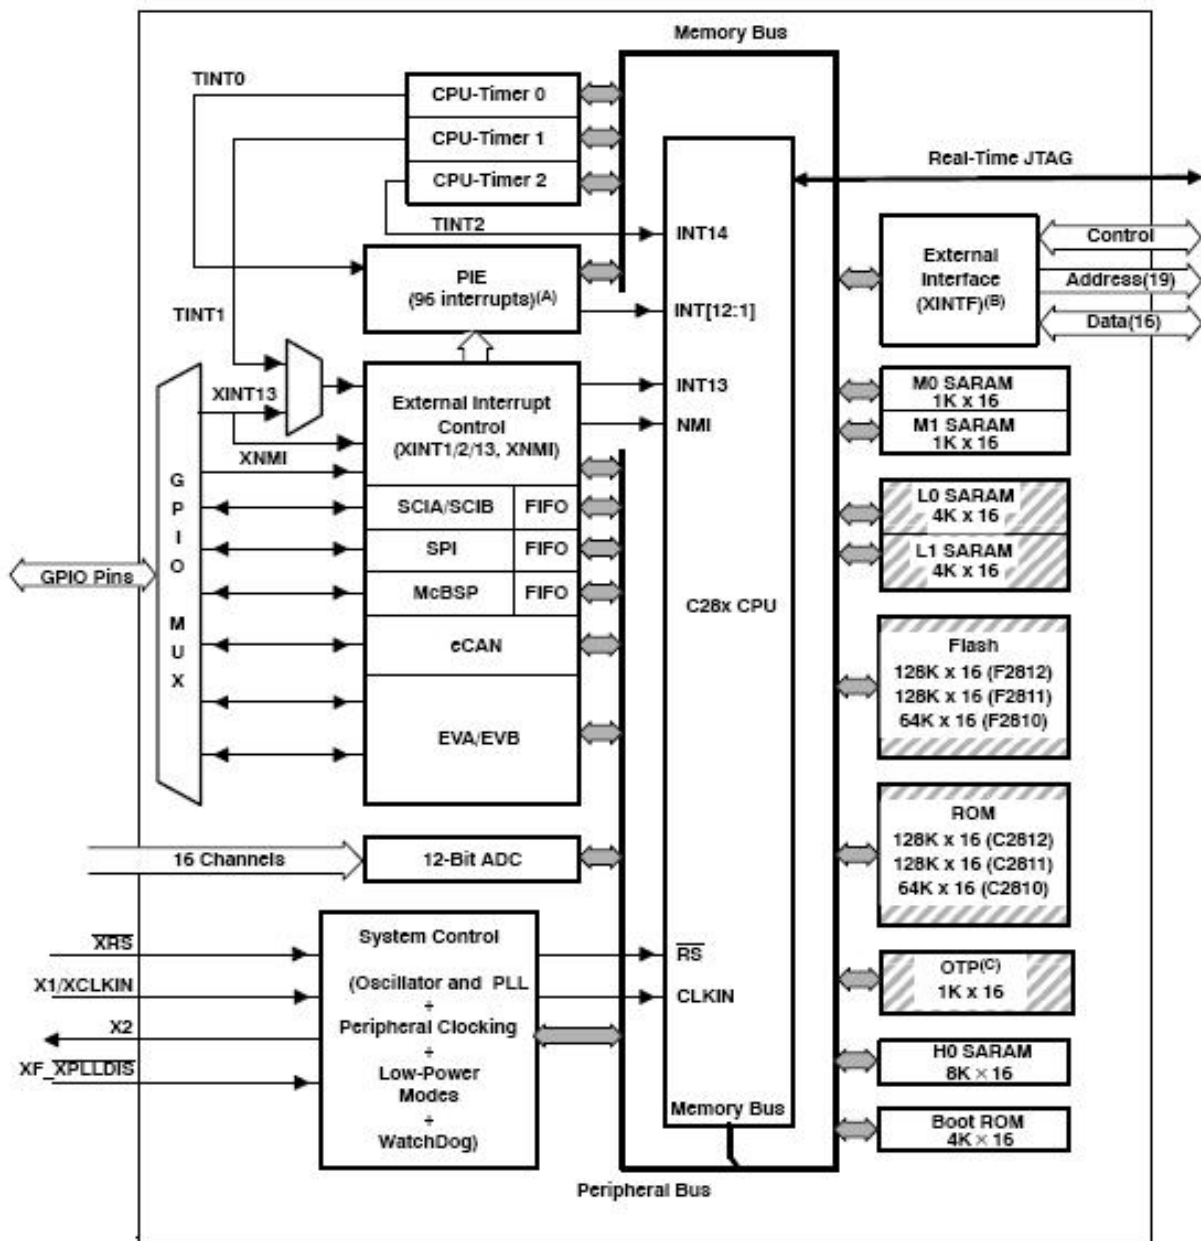 Memory Bus
TINT0
CPU-Timer 0
CPU-Timer 1
CPU-Timer 2
Real-Time JTAG
TINT2
INT14
PIE
(96 interrupts)(A)
INT[12:1]
External
Interface
(XINTF)(B)
Control
Address(19)
Data(16)
TINT1
XINT13
External Interrupt
Control
(XINT1/2/13, XNMI)
INT13
NMI
M0 SARAM
1K x 16
M1 SARAM
1K x 16
XNMI
GPIO MUX
GPIO Pins
SCIA/SCIB FIFO
SPI FIFO
McBSP FIFO
eCAN
EVA/EVB
C28x CPU
L0 SARAM
4K x 16
L1 SARAM
4K x 16
Flash
128K x 16 (F2812)
128K x 16 (F2811)
64K x 16 (F2810)
ROM
128K x 16 (C2812)
128K x 16 (C2811)
64K x 16 (C2810)
16 Channels
12-Bit ADC
XRS
X1/XCLKIN
X2
XF_XPLLDIS
System Control
(Oscillator and PLL
+
Peripheral Clocking
+
Low-Power
Modes
+
WatchDog)
RS
CLKIN
OTP(C)
1K x 16
H0 SARAM
8K × 16
Boot ROM
4K × 16
Memory Bus
Peripheral Bus